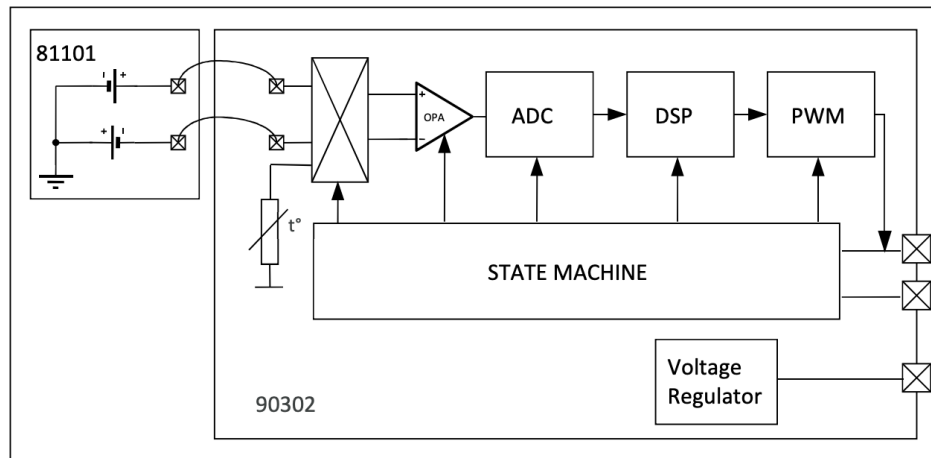 81101
+
+
+
OPA
−
ADC
DSP
PWM
t°
STATE MACHINE
Voltage
Regulator
90302